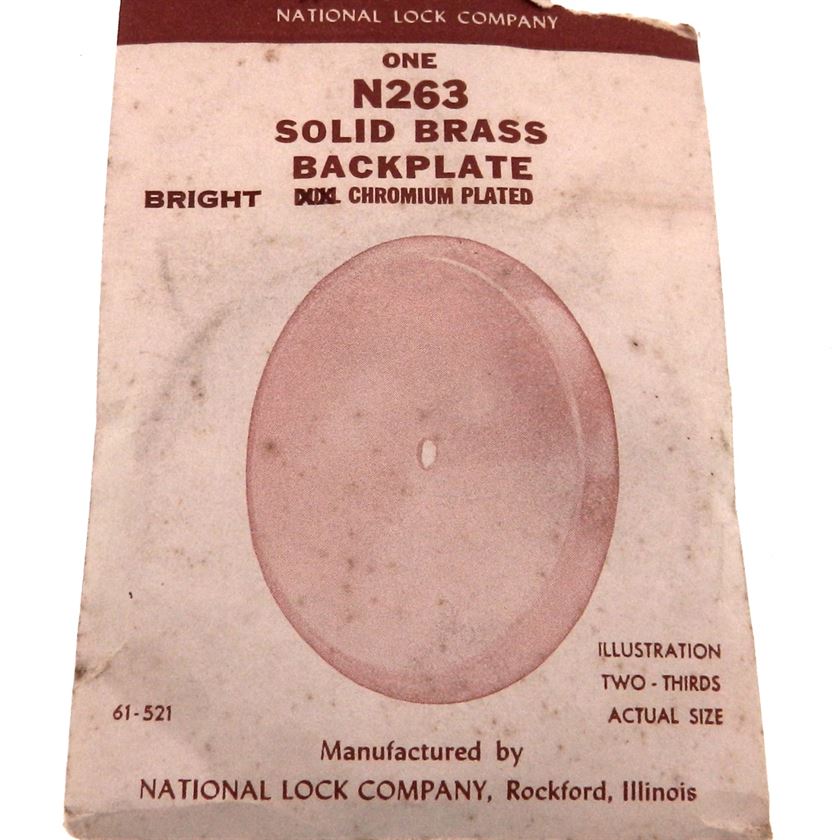 NATIONAL LOCK COMPANY
ONE
N263
SOLID BRASS
BACKPLATE
BRIGHT CHROMIUM PLATED
ILLUSTRATION
TWO-THIRDS
ACTUAL SIZE
61-521
Manufactured by
NATIONAL LOCK COMPANY, Rockford, Illinois